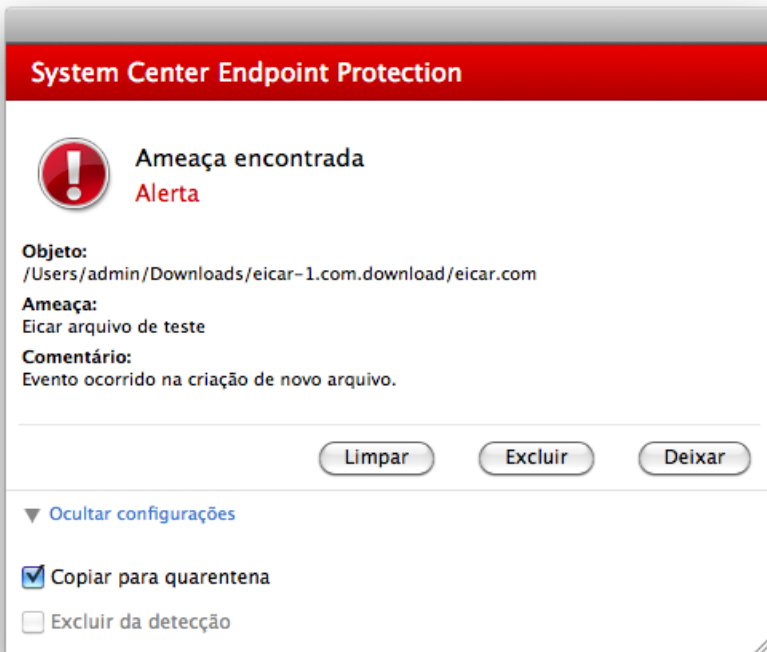 System Center Endpoint Protection
Ameaça encontrada
Alerta
Objeto:
/Users/admin/Downloads/eicar-1.com.download/eicar.com
Ameaça:
Eicar arquivo de teste
Comentário:
Evento ocorrido na criação de novo arquivo.
Limpar Excluir Deixar
Ocultar configurações
Copiar para quarentena
Excluir da detecção